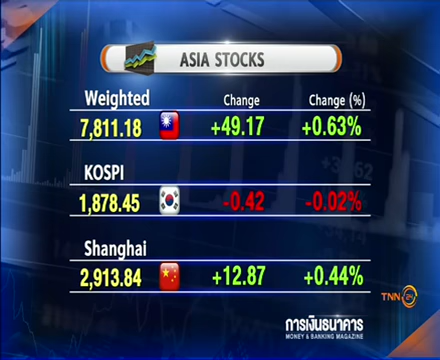 ASIA STOCKS
Weighted Change Change (%)
7,811.18 +49.17 +0.63%
KOSPI
1,878.45 -0.42 -0.02%
Shanghai
2,913.84 +12.87 +0.44%
TNN 24
การเงินธนาคาร
MONEY & BANKING MAGAZINE